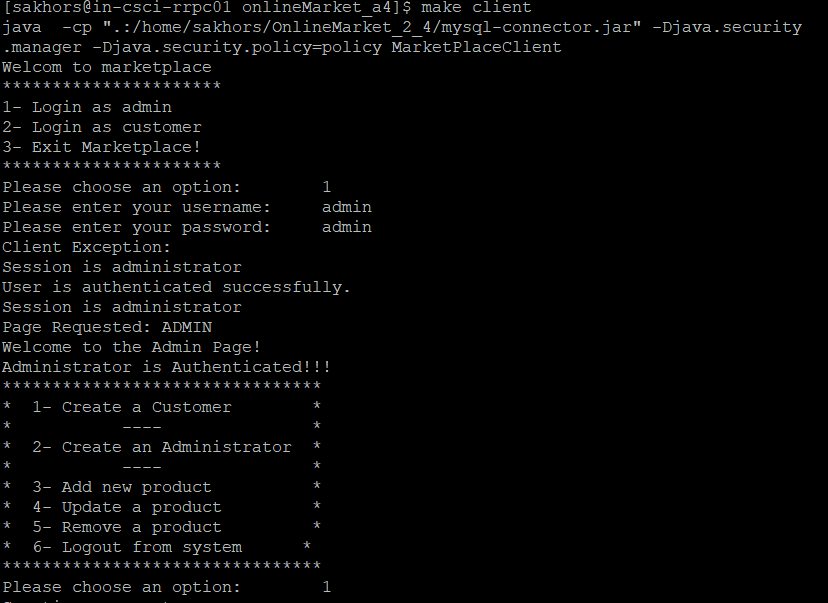 [sakhors@in-csci-rrpc01 onlineMarket_a4]$ make client
java  -cp ".:/home/sakhors/OnlineMarket_2_4/mysql-connector.jar" -Djava.security
.manager -Djava.security.policy=policy MarketPlaceClient
Welcom to marketplace
**********************
1- Login as admin
2- Login as customer
3- Exit Marketplace!
**********************
Please choose an option:        1
Please enter your username:     admin
Please enter your password:     admin
Client Exception:
Session is administrator
User is authenticated successfully.
Session is administrator
Page Requested: ADMIN
Welcome to the Admin Page!
Administrator is Authenticated!!!
********************************
*  1- Create a Customer        *
*           ----               *
*  2- Create an Administrator  *
*           ----               *
*  3- Add new product          *
*  4- Update a product         *
*  5- Remove a product         *
*  6- Logout from system      *
********************************
Please choose an option:        1